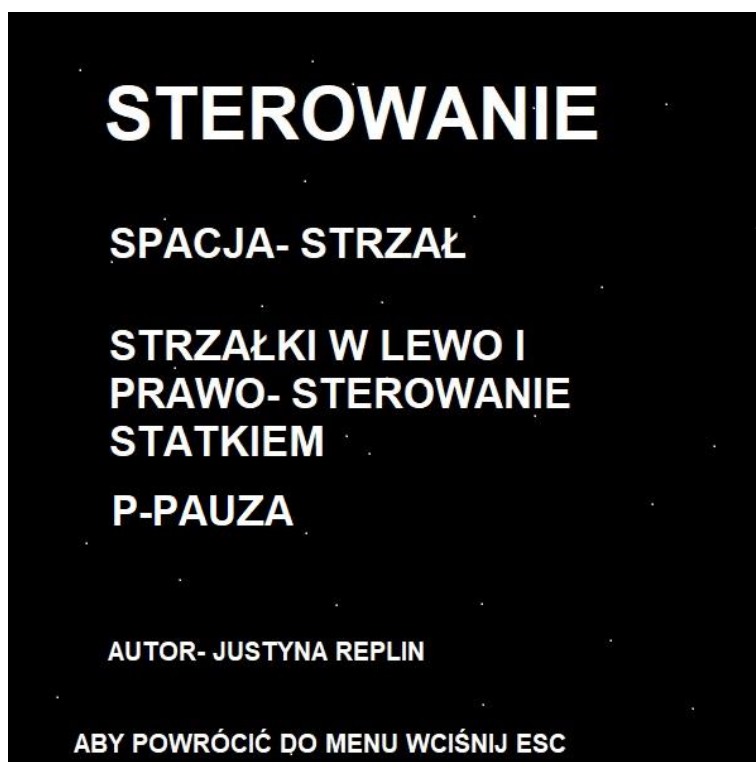 STEROWANIE
SPACJA- STRZAŁ
STRZAŁKI W LEWO I
PRAWO- STEROWANIE
STATKIEM
P-PAUZA
AUTOR- JUSTYNA REPLIN
ABY POWRÓCIĆ DO MENU WCIŚNIJ ESC